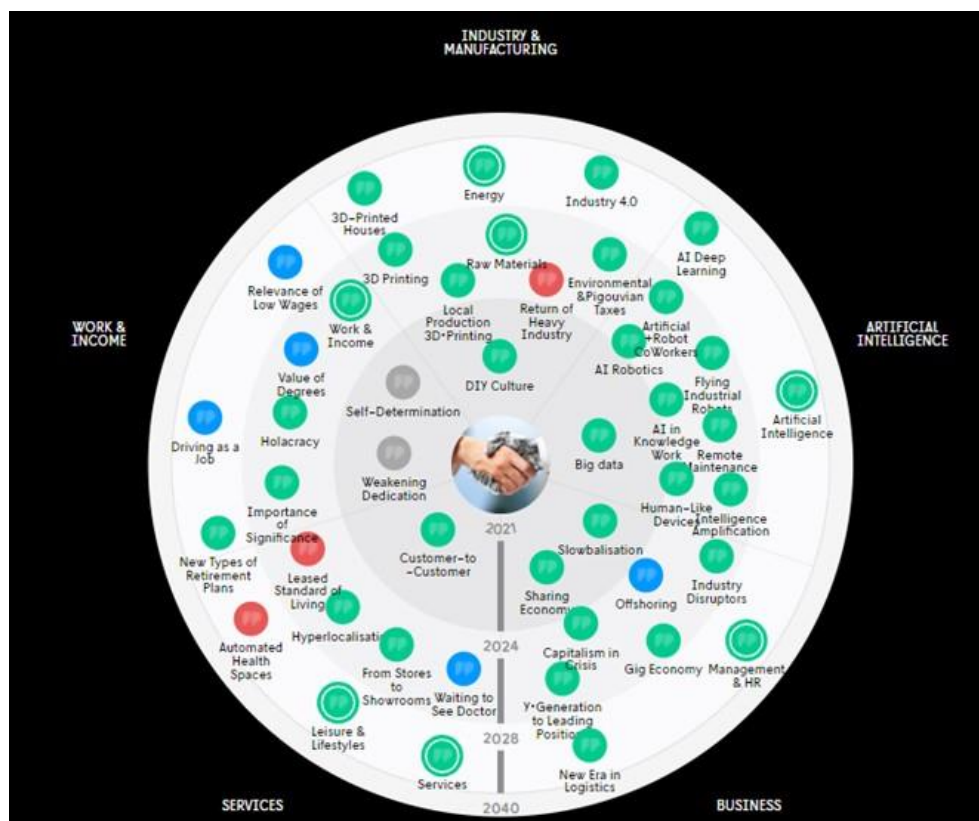 INDUSTRY &
MANUFACTURING
WORK &
INCOME
ARTIFICIAL
INTELLIGENCE
SERVICES
BUSINESS
Energy
Industry 4.0
3D-Printed
Houses
3D Printing
Raw Materials
AI Deep
Learning
Relevance of
Low Wages
Work &
Income
Local
Production
3D•Printing
Return of
Heavy
Industry
Environmental
&Pigouvian
Taxes
Artificial
+Robot
CoWorkers
AI Robotics
DIY Culture
Value of
Degrees
Self-Determination
Flying
Industrial
Robots
Artificial
Intelligence
Driving as a
Job
Holacracy
Big data
AI in
Knowledge
Work
Remote
Maintenance
Weakening
Dedication
Importance
of
Significance
Human-Like
Devices
Intelligence
Amplification
2021
Customer-to
-Customer
Slowbalisation
New Types of
Retirement
Plans
Leased
Standard of
Living
Sharing
Economy
Offshoring
Industry
Disruptors
Automated
Health
Spaces
Hyperlocalisati
2024
Capitalism in
Crisis
Gig Economy
Management
& HR
From Stores
to
Showrooms
Waiting to
See Doctor
Y•Generation
to Leading
Position
Leisure &
Lifestyles
2028
Services
New Era in
Logistics
2040